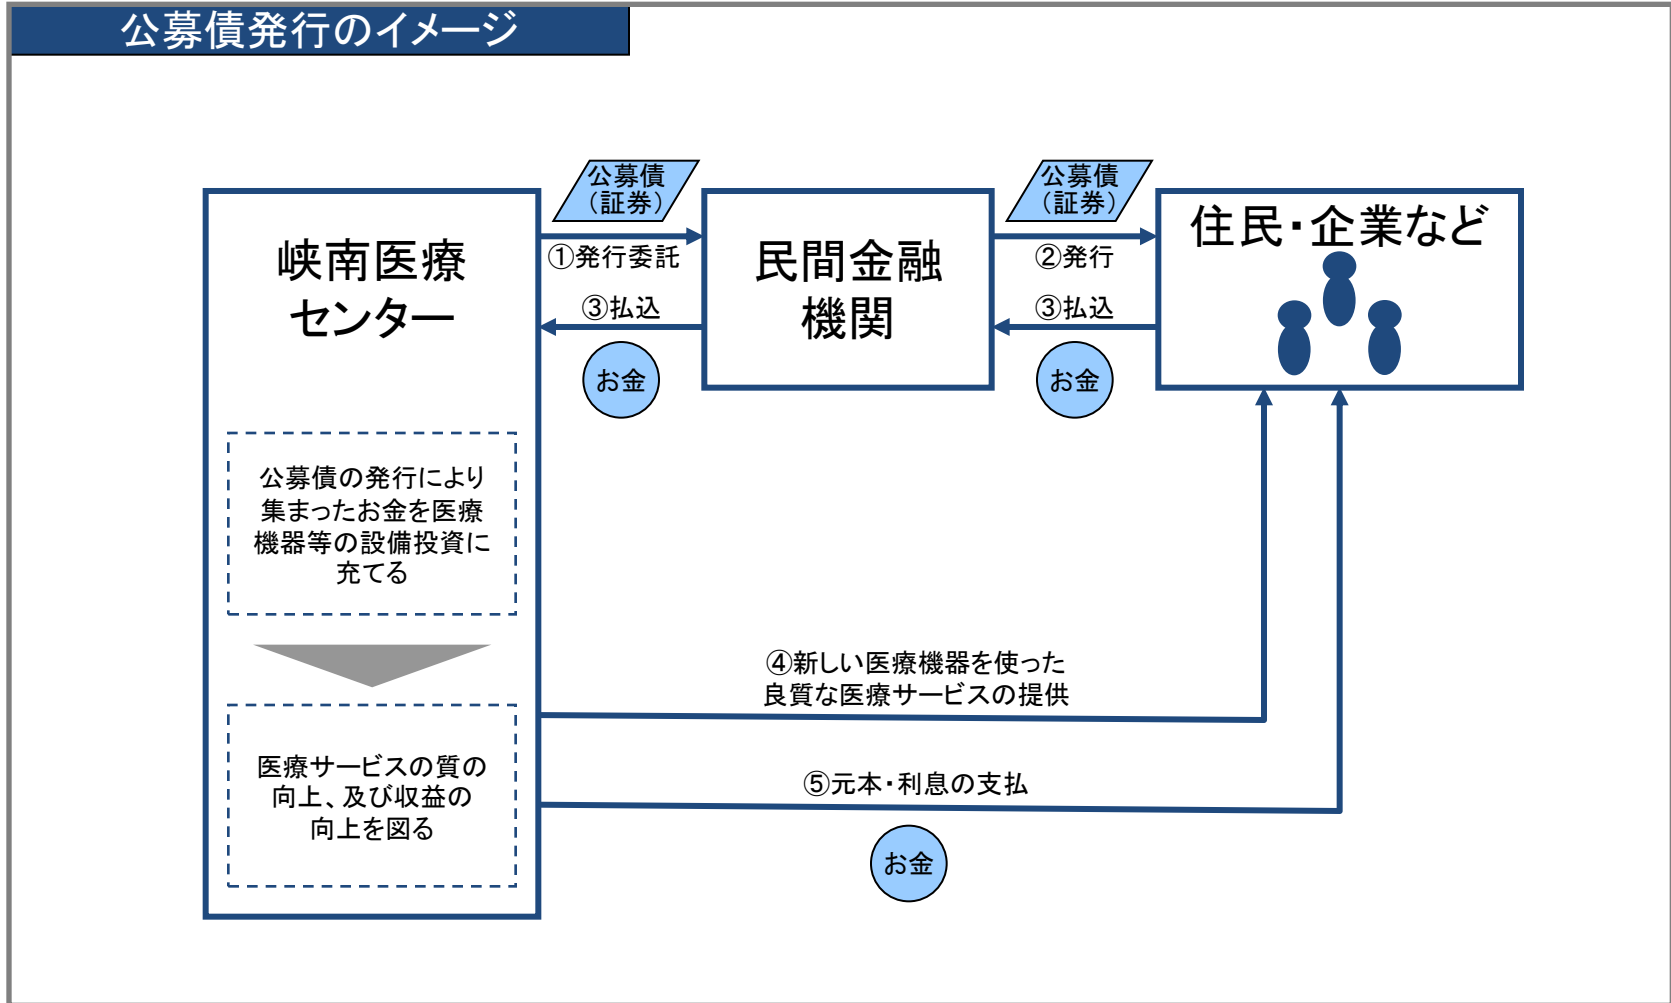 公募債発行のイメージ
峡南医療
センター
公募債
（証券）
①発行委託
③払込
お金
民間金融
機関
公募債
（証券）
②発行
③払込
お金
住民・企業など
公募債の発行により
集まったお金を医療
機器等の設備投資に
充てる
医療サービスの質の
向上、及び収益の
向上を図る
④新しい医療機器を使った
良質な医療サービスの提供
⑤元本・利息の支払
お金